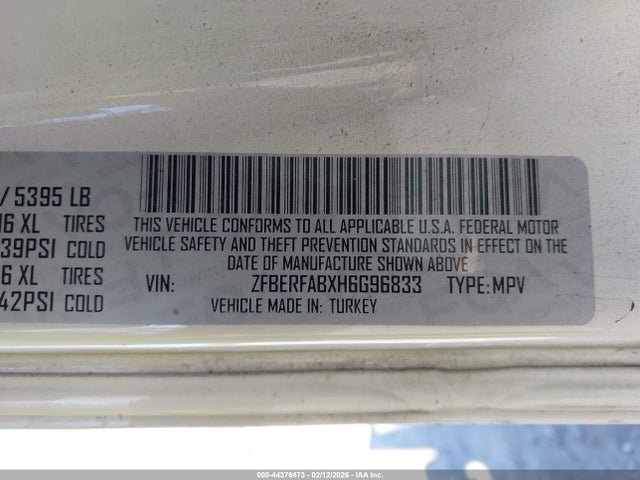 / 5395 LB
16 XL TIRES
39PSI COLD
6 XL TIRES
42PSI COLD
THIS VEHICLE CONFORMS TO ALL APPLICABLE U.S.A. FEDERAL MOTOR
VEHICLE SAFETY AND THEFT PREVENTION STANDARDS IN EFFECT ON THE
DATE OF MANUFACTURE SHOWN ABOVE
VIN: ZFBERFABXH6G96833 TYPE: MPV
VEHICLE MADE IN: TURKEY
000-44376473 - 02/12/2026 - IAA Inc.